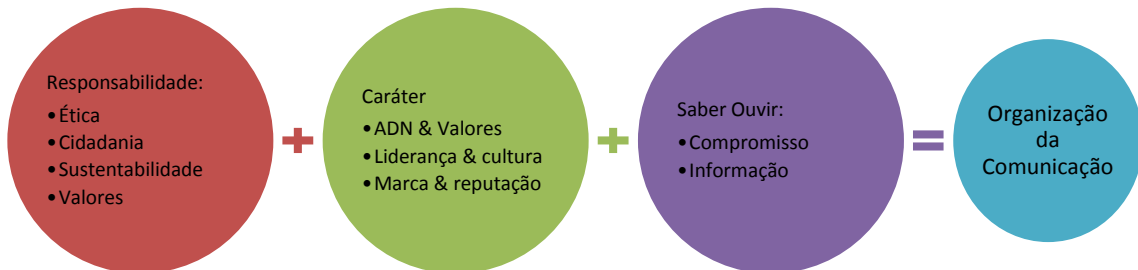 Responsabilidade:
•Ética
•Cidadania
•Sustentabilidade
•Valores
Caráter
•ADN & Valores
•Liderança & cultura
•Marca & reputação
Saber Ouvir:
•Compromisso
•Informação
Organização
da
Comunicação